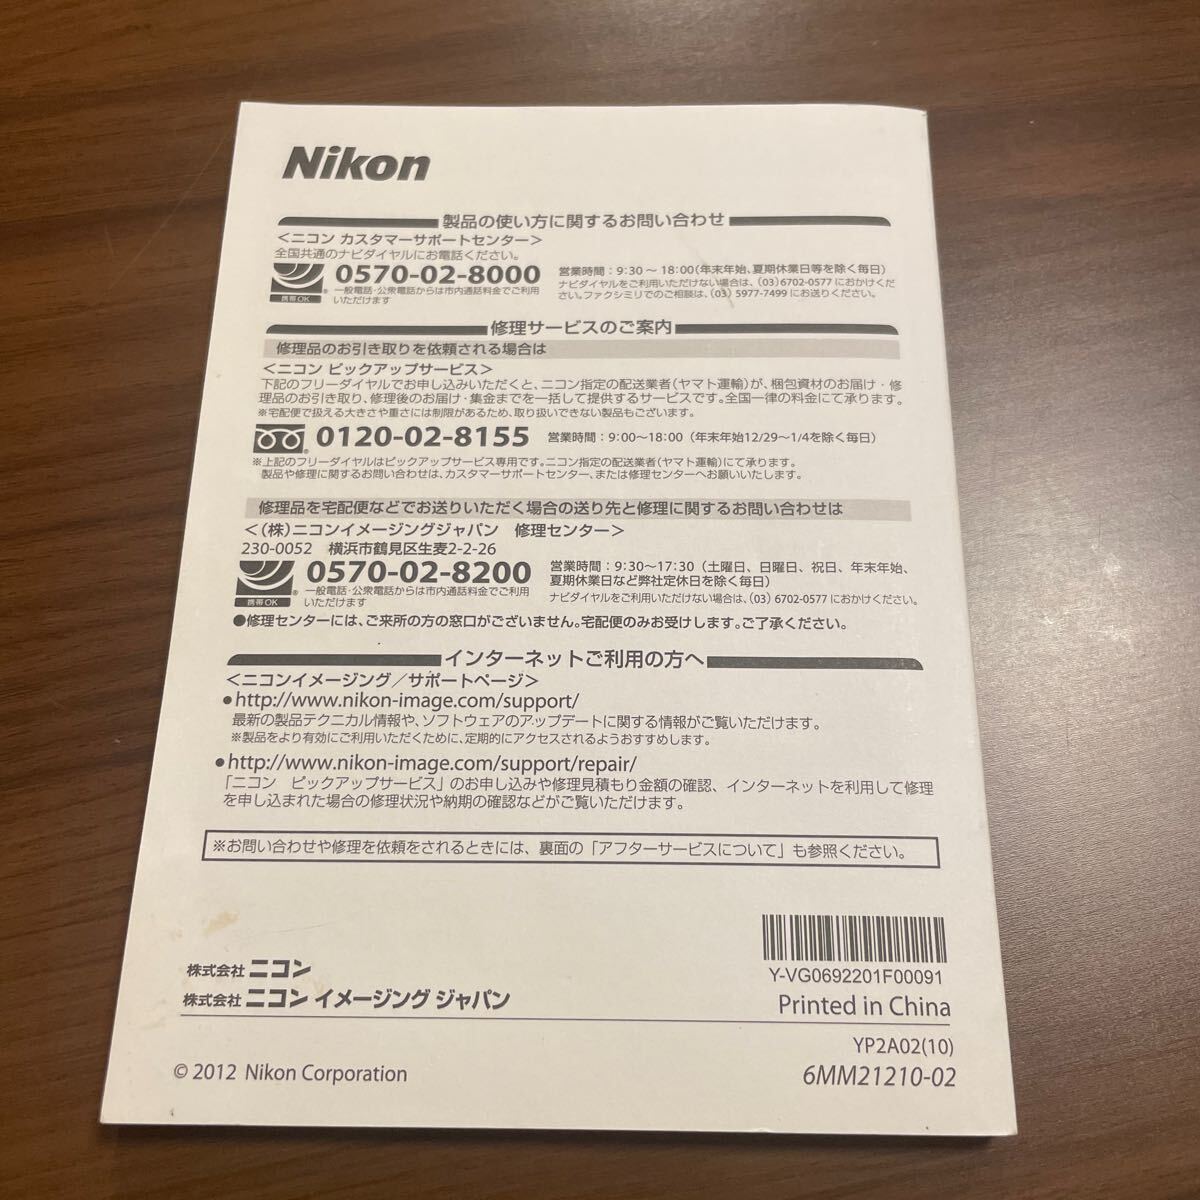 Nikon
製品の使い方に関するお問い合わせ
＜ニコン カスタマーサポートセンター＞
全国共通のナビダイヤルにお電話ください。
携帯OK
0570-02-8000
一般電話・公衆電話からは市内通話料金でご利用
いただけます
営業時間：9:30～18:00（年末年始、夏期休業日等を除く毎日）
ナビダイヤルをご利用いただけない場合は、（03）6702-0577 におかけくだ
さい。ファクシミリでのご相談は、（03）5977-7499 にお送りください。
修理サービスのご案内
修理品のお引き取りを依頼される場合は
＜ニコン ピックアップサービス＞
下記のフリーダイヤルでお申し込みいただくと、ニコン指定の配送業者（ヤマト運輸）が、梱包資材のお届け・修
理品のお引き取り、修理後のお届け・集金までを一括して提供するサービスです。全国一律の料金にて承ります。
※宅配便で扱える大きさや重さには制限があるため、取り扱いできない製品もございます。
0120-02-8155
営業時間：9:00～18:00（年末年始12/29～1/4を除く毎日）
※上記のフリーダイヤルはピックアップサービス専用です。ニコン指定の配送業者（ヤマト運輸）にて承ります。
製品や修理に関するお問い合わせは、カスタマーサポートセンター、または修理センターへお願いいたします。
修理品を宅配便などでお送りいただく場合の送り先と修理に関するお問い合わせは
＜（株）ニコンイメージングジャパン　修理センター＞
230-0052　横浜市鶴見区生麦2-2-26
携帯OK
0570-02-8200
一般電話・公衆電話からは市内通話料金でご利用
いただけます
営業時間：9:30～17:30（土曜日、日曜日、祝日、年末年始、
夏期休業日など弊社定休日を除く毎日）
ナビダイヤルをご利用いただけない場合は、（03）6702-0577 におかけください。
●修理センターには、ご来所の方の窓口がございません。宅配便のみお受けします。ご了承ください。
インターネットご利用の方へ
＜ニコンイメージング／サポートページ＞
●http://www.nikon-image.com/support/
最新の製品テクニカル情報や、ソフトウェアのアップデートに関する情報がご覧いただけます。
※製品をより有効にご利用いただくために、定期的にアクセスされるようおすすめします。
●http://www.nikon-image.com/support/repair/
「ニコン　ピックアップサービス」のお申し込みや修理見積もり金額の確認、インターネットを利用して修理
を申し込まれた場合の修理状況や納期の確認などがご覧いただけます。
※お問い合わせや修理を依頼をされるときには、裏面の「アフターサービスについて」も参照ください。
Y-VG0692201F00091
株式会社 ニコン
株式会社 ニコン イメージング ジャパン
Printed in China
YP2A02(10)
© 2012 Nikon Corporation
6MM21210-02